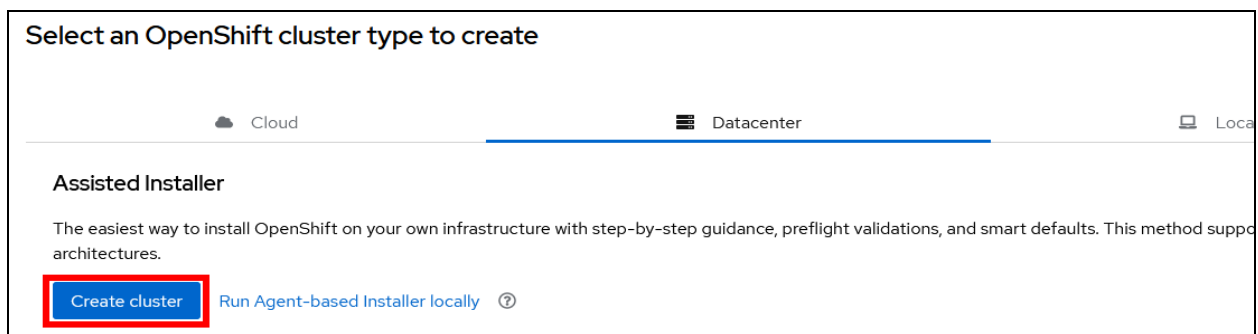 Select an OpenShift cluster type to create
Cloud
Datacenter
Loca
Assisted Installer
The easiest way to install OpenShift on your own infrastructure with step-by-step guidance, preflight validations, and smart defaults. This method suppo
architectures.
Create cluster
Run Agent-based Installer locally